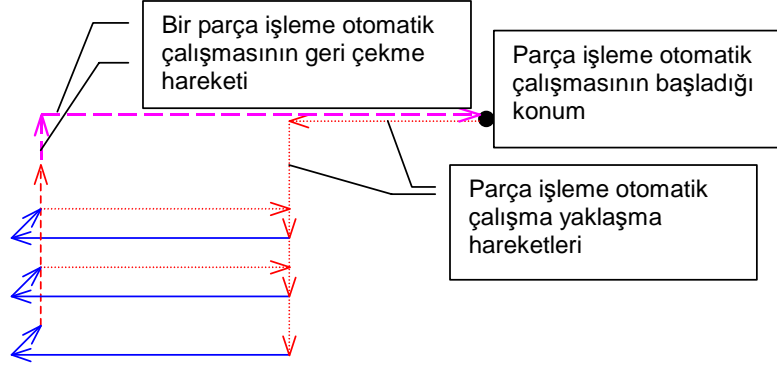 Bir parça işleme otomatik
çalışmasının geri çekme
hareketi
Parça işleme otomatik
çalışmasının başladığı
konum
Parça işleme otomatik
çalışma yaklaşma
hareketleri